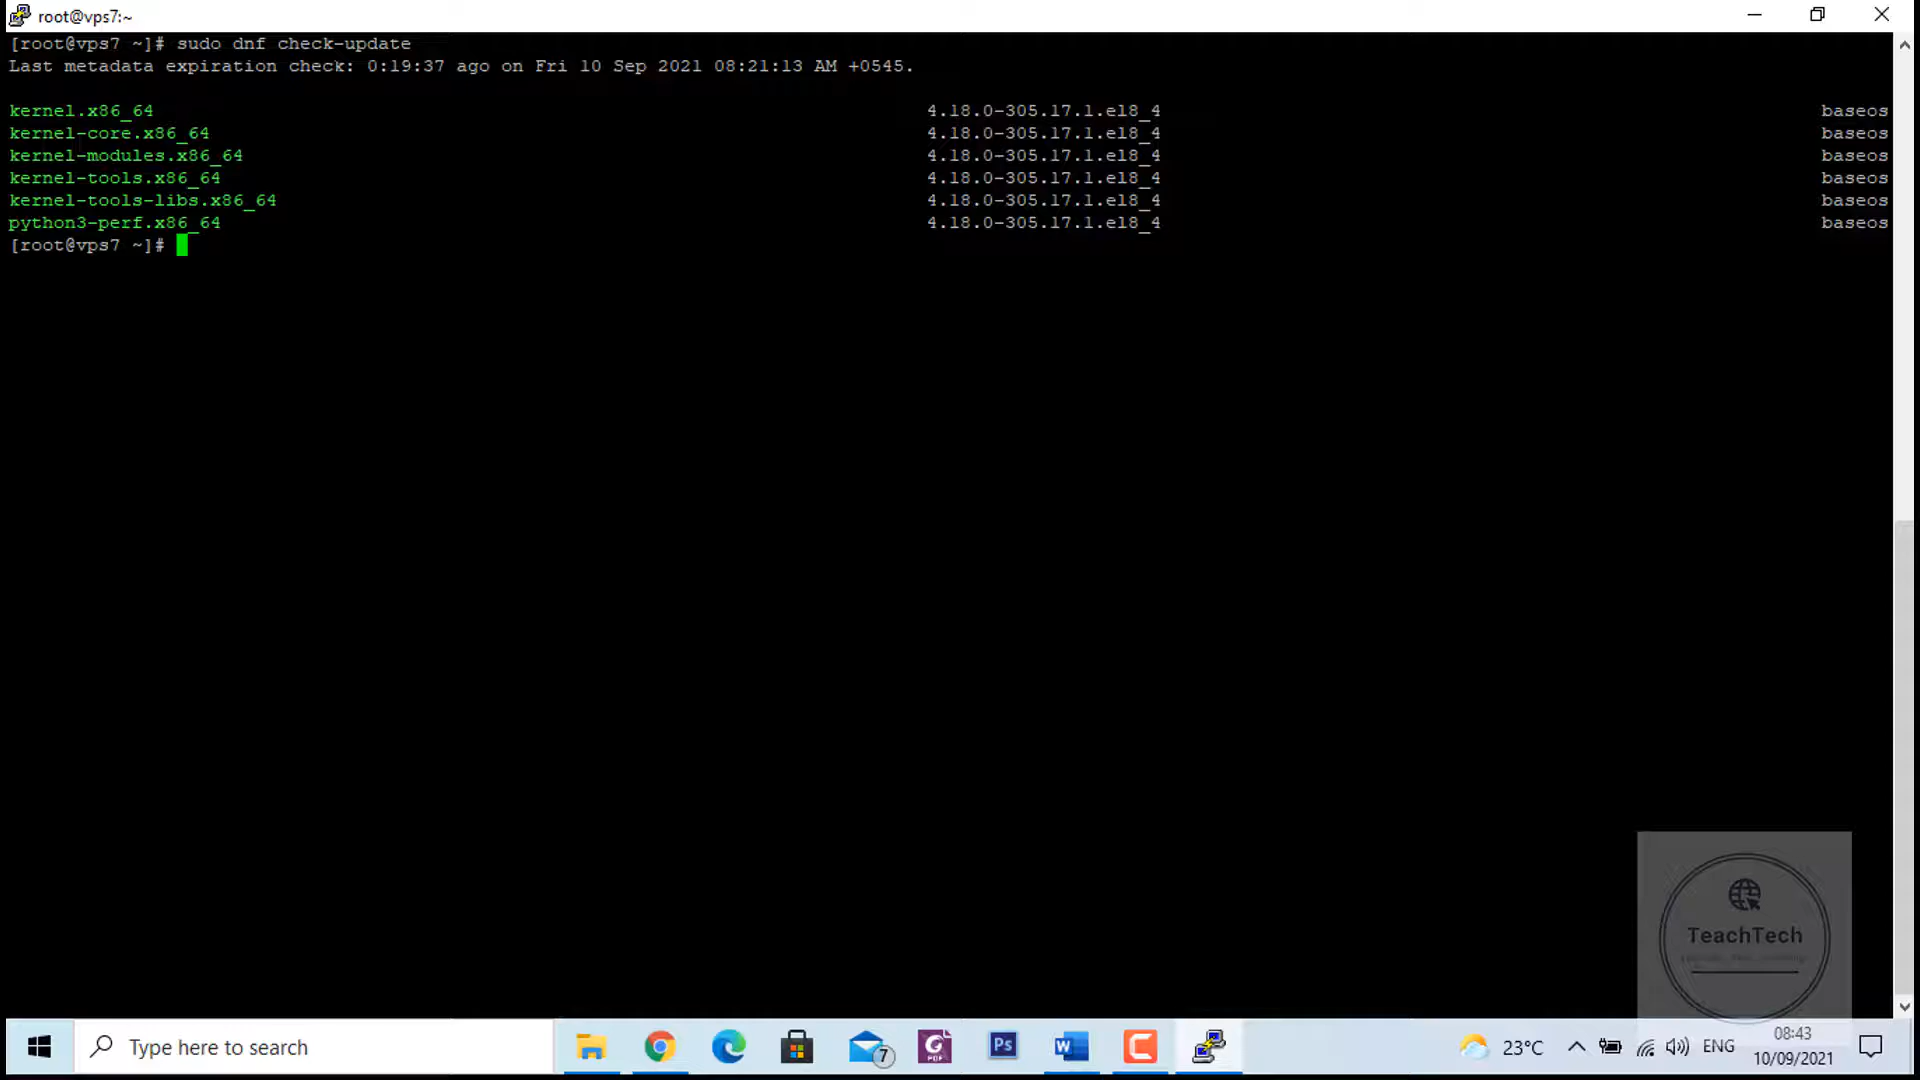 root@vps7:~
[root@vps7 ~]# sudo dnf check-update
Last metadata expiration check: 0:19:37 ago on Fri 10 Sep 2021 08:21:13 AM +0545.
kernel.x86_64 4.18.0-305.17.1.el8_4 baseos
kernel-core.x86_64 4.18.0-305.17.1.el8_4 baseos
kernel-modules.x86_64 4.18.0-305.17.1.el8_4 baseos
kernel-tools.x86_64 4.18.0-305.17.1.el8_4 baseos
kernel-tools-libs.x86_64 4.18.0-305.17.1.el8_4 baseos
python3-perf.x86_64 4.18.0-305.17.1.el8_4 baseos
[root@vps7 ~]#
TeachTech
Type here to search
7
PDF
Ps
W
23°C
ENG
08:43
10/09/2021